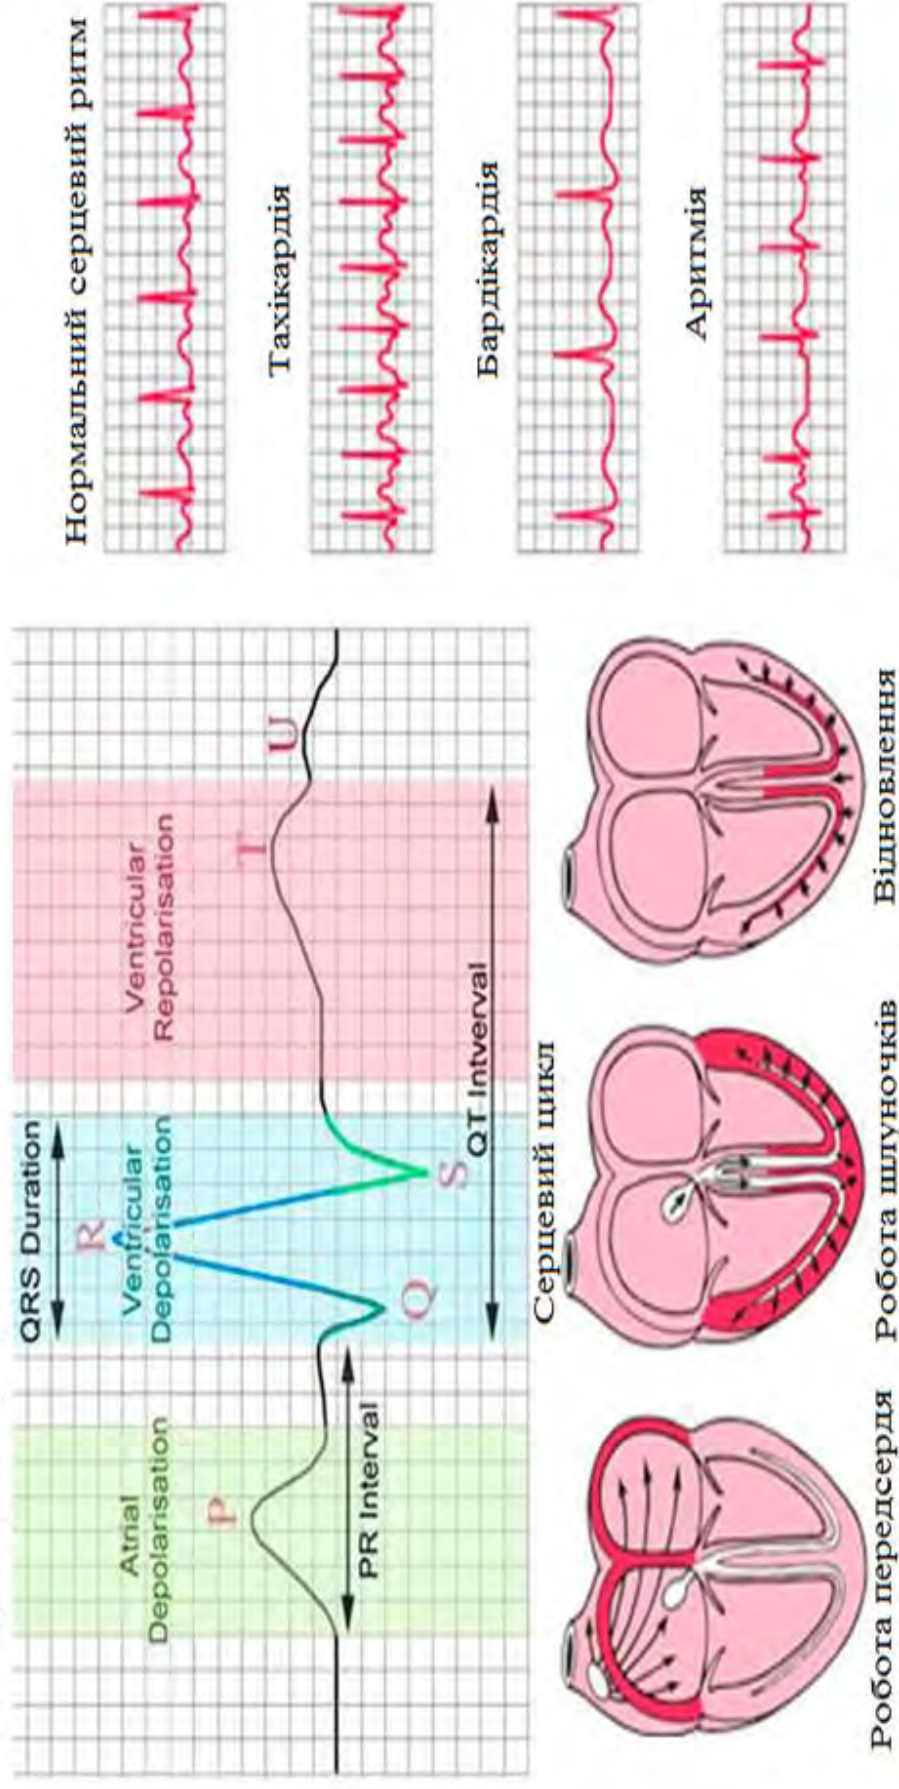 QRS Duration
R
Atrial
Depolarisation
Ventricular
Depolarisation
Ventricular
Repolarisation
P
T
U
PR Interval
Q
S
QT Intverval
Серцевий цикл
Робота передсердя
Робота шлуночків
Відновлення
Нормальний серцевий ритм
Тахікардія
Бардікардія
Аритмія